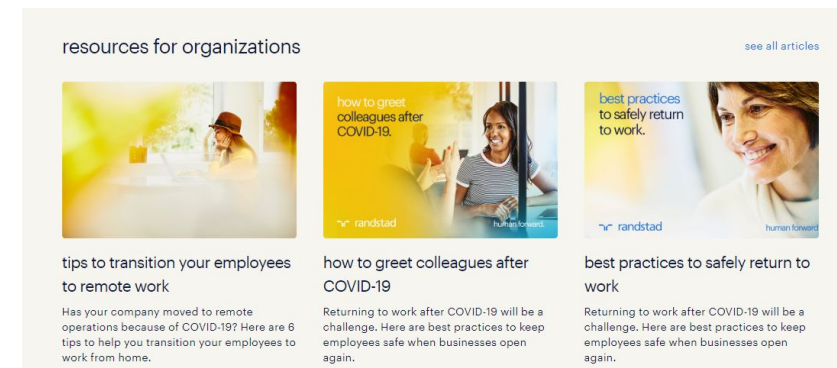 resources for organizations
see all articles
how to greet
colleagues after
COVID-19.
randstad
human forward.
best practices
to safely return
to work.
randstad
human forward
tips to transition your employees
to remote work
Has your company moved to remote
operations because of COVID-19? Here are 6
tips to help you transition your employees to
work from home.
how to greet colleagues after
COVID-19
Returning to work after COVID-19 will be a
challenge. Here are best practices to keep
employees safe when businesses open
again.
best practices to safely return to
work
Returning to work after COVID-19 will be a
challenge. Here are best practices to keep
employees safe when businesses open
again.